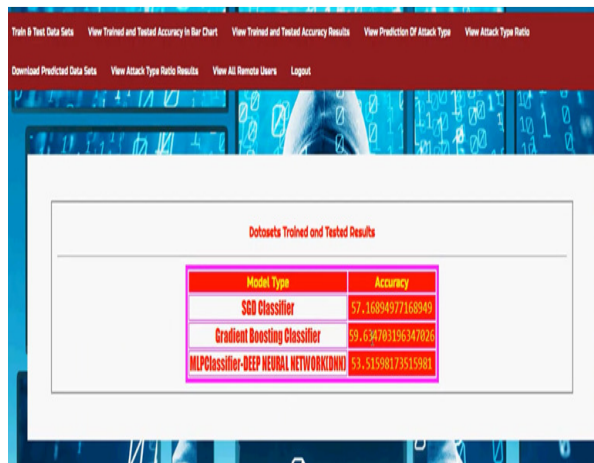 Train & Test Data Sets View Trained and Tested Accuracy in Bar Chart View Trained and Tested Accuracy Results View Prediction Of Attack Type View Attack Type Ratio
Download Predicted Data Sets View Attack Type Ratio Results View All Remote Users Logout
Datasets Trained and Tested Results
Model Type Accuracy
SGD Classifier 57.16894977168949
Gradient Boosting Classifier 59.634703196347026
MLPClassifier-DEEP NEURAL NETWORK(DNN) 53.51598173515981